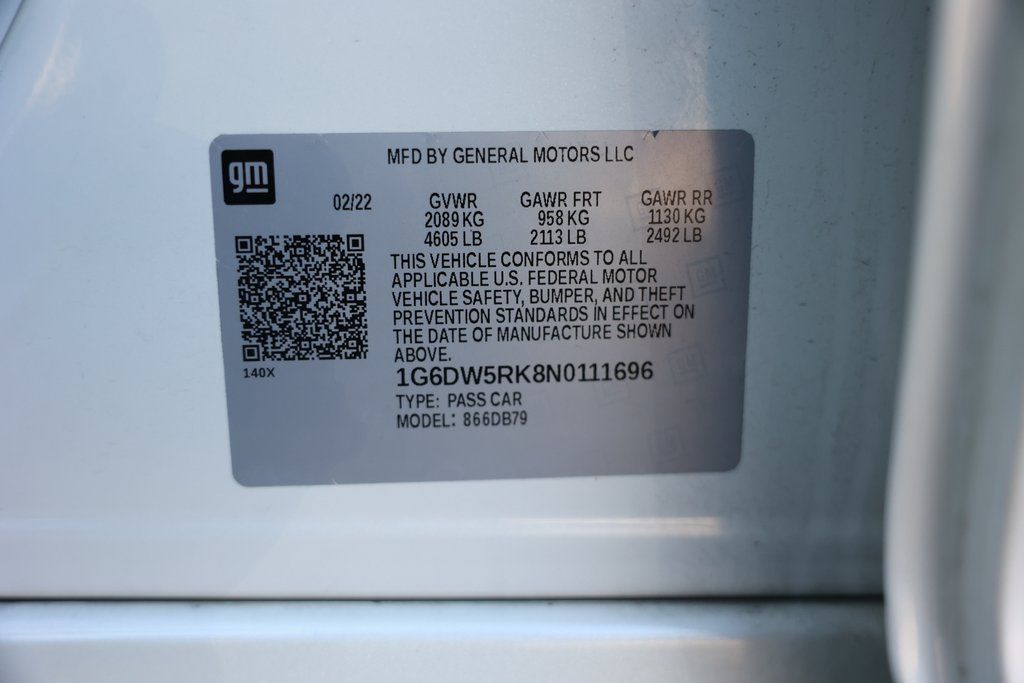 gm
MFD BY GENERAL MOTORS LLC
02/22 GVWR GAWR FRT GAWR RR
2089 KG 958 KG 1130 KG
4605 LB 2113 LB 2492 LB
THIS VEHICLE CONFORMS TO ALL
APPLICABLE U.S. FEDERAL MOTOR
VEHICLE SAFETY, BUMPER, AND THEFT
PREVENTION STANDARDS IN EFFECT ON
THE DATE OF MANUFACTURE SHOWN
ABOVE.
140X
1G6DW5RK8N0111696
TYPE: PASS CAR
MODEL: 866DB79